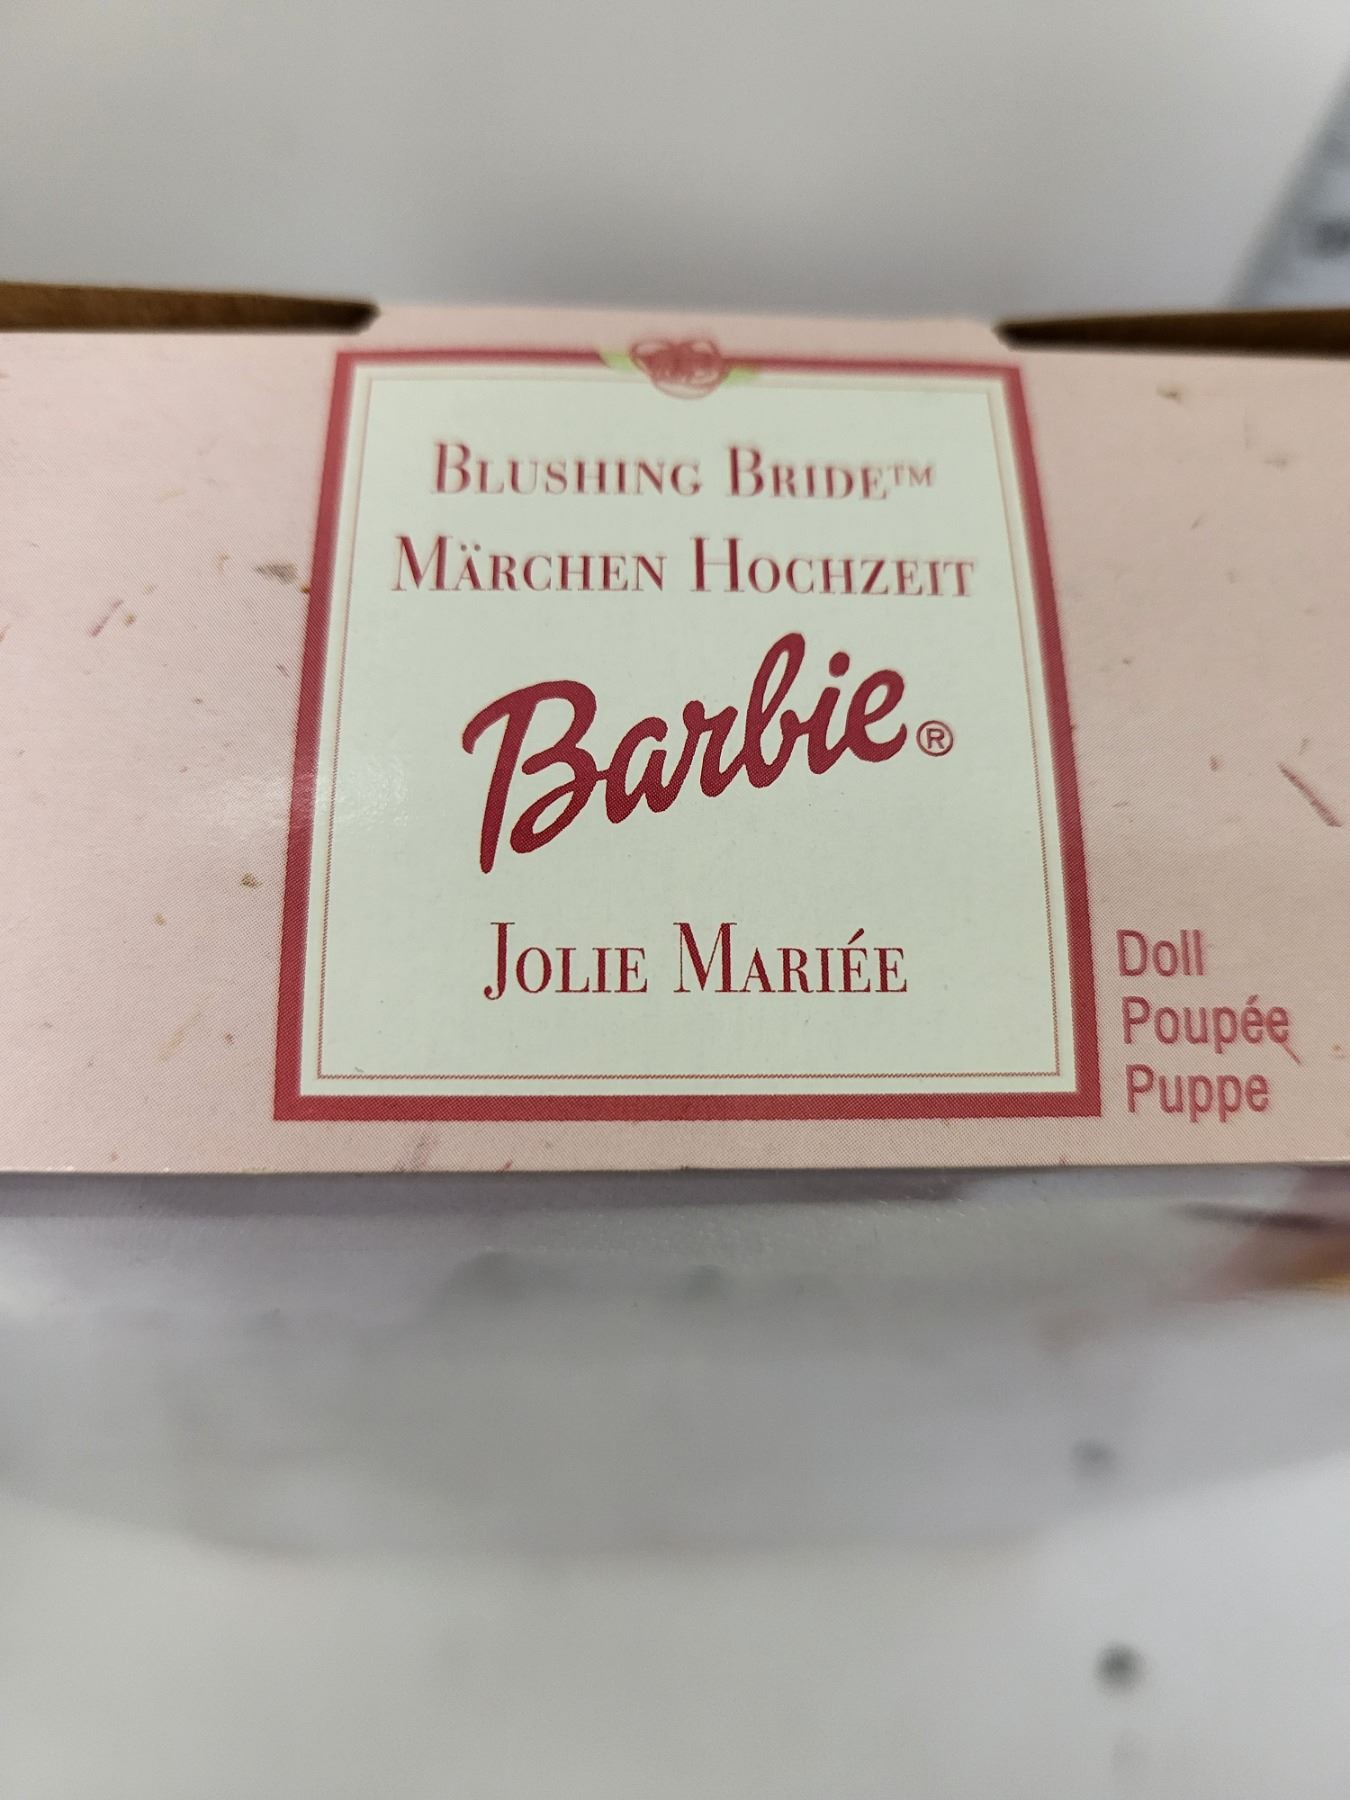 BLUSHING BRIDE™
MÄRCHEN HOCHZEIT
Barbie®
JOLIE MARIÉE
Doll
Poupée
Puppe